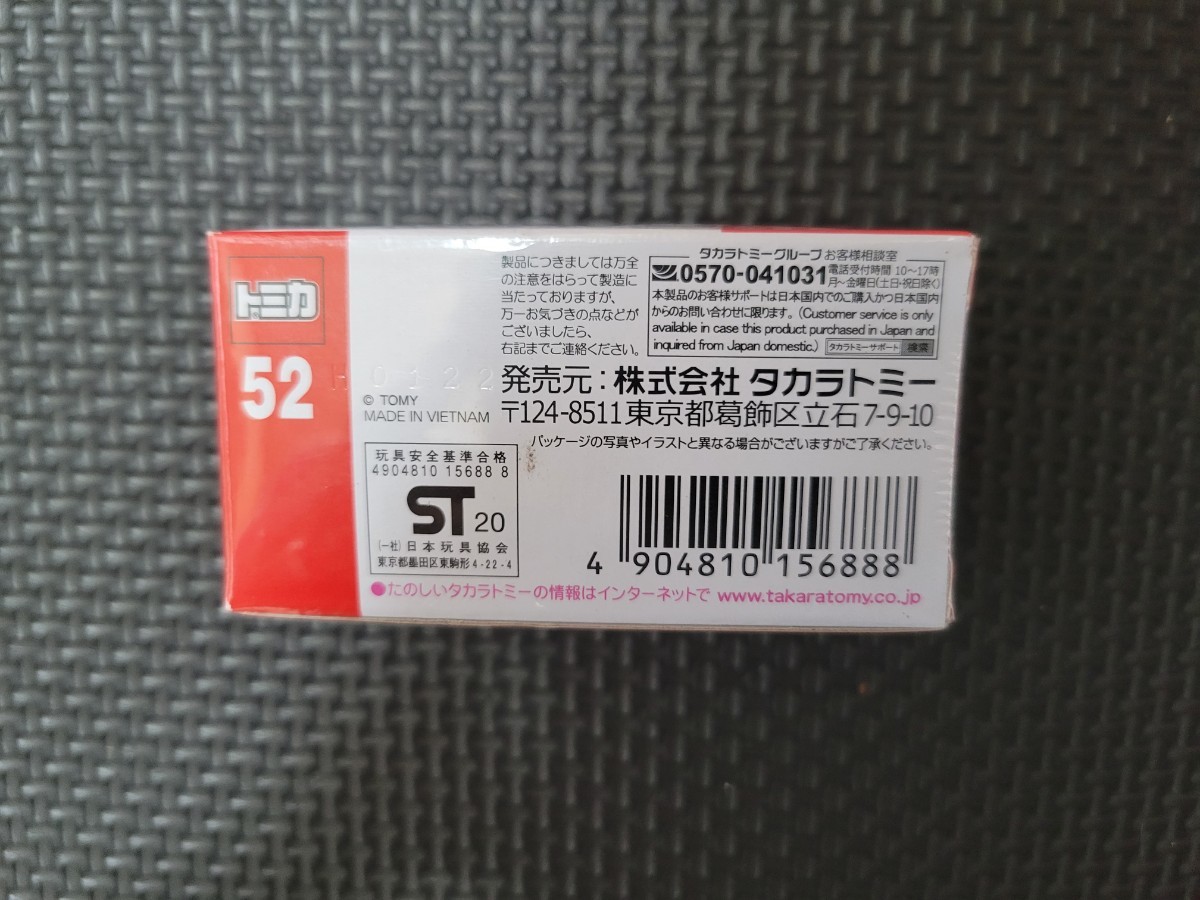 トミカ
52
H 0122
© TOMY
MADE IN VIETNAM
製品につきましては万全
の注意をはらって製造に
当たっておりますが、
万一お気づきの点などが
ございましたら、
右記までご連絡ください。
タカラトミーグループ お客様相談室
0570-041031 電話受付時間 10～17時
月～金曜日(土日・祝日除く)
本製品のお客様サポートは日本国内でのご購入かつ日本国内
からのお問い合わせに限ります。(Customer service is only
available in case this product purchased in Japan and
inquired from Japan domestic.) タカラトミーサポート 検索
発売元：株式会社 タカラトミー
〒124-8511 東京都葛飾区立石7-9-10
パッケージの写真やイラストと異なる場合がございますがご了承ください。
玩具安全基準合格
4904810 15688 8
ST 20
(一社)日本玩具協会
東京都墨田区東駒形4-22-4
4 904810 156888
●たのしいタカラトミーの情報はインターネットで www.takaratomy.co.jp